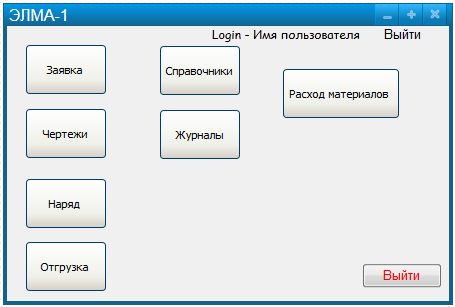 ЭЛМА-1
Login - Имя пользователя Выйти
Заявка
Справочники
Расход материалов
Чертежи
Журналы
Наряд
Отгрузка
Выйти